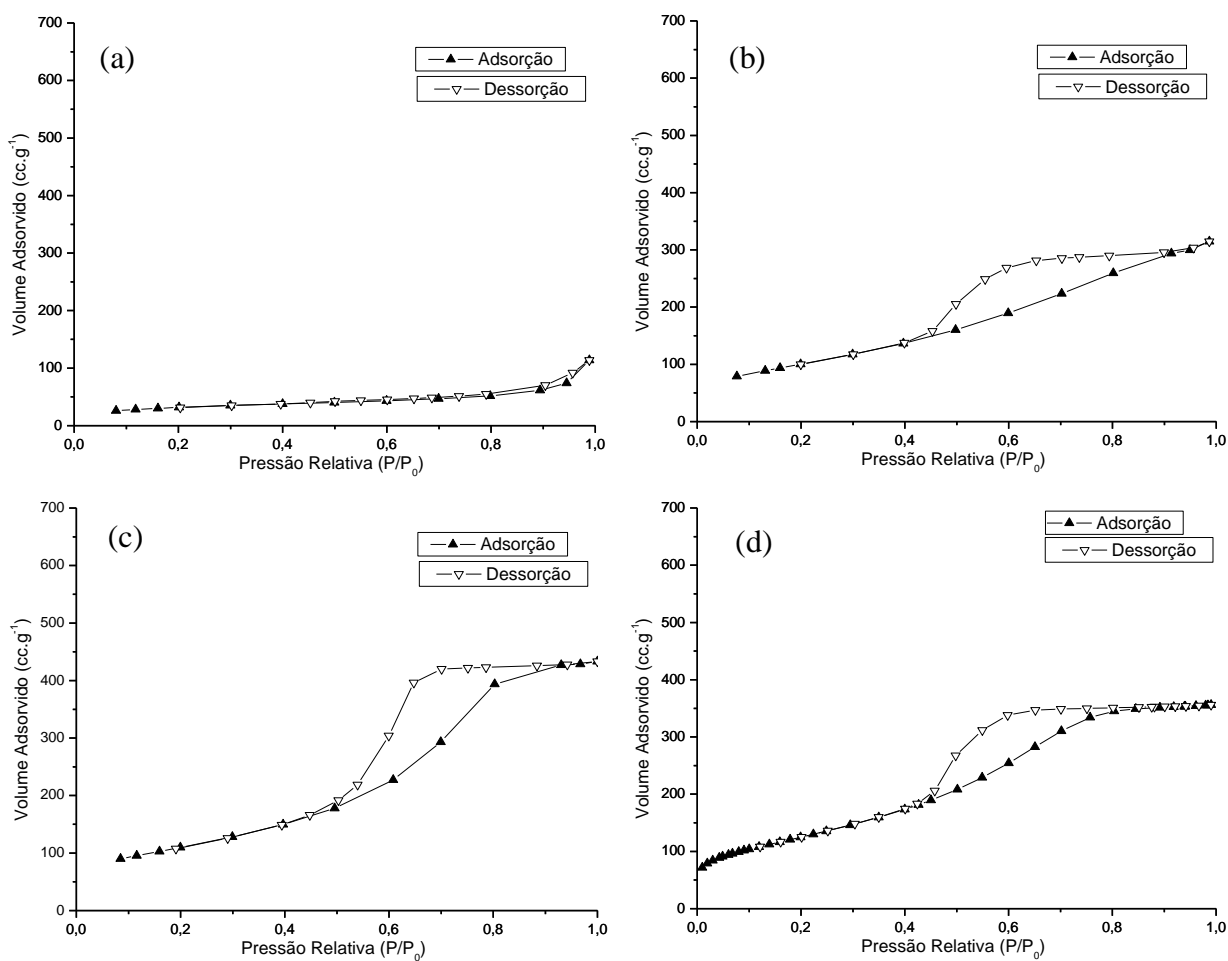 (a)
Adsorção
Dessorção
Volume Adsorvido (cc.g⁻¹)
700
600
500
400
300
200
100
0
0,0 0,2 0,4 0,6 0,8 1,0
Pressão Relativa (P/P₀)
(b)
Adsorção
Dessorção
Volume Adsorvido (cc.g⁻¹)
700
600
500
400
300
200
100
0
0,0 0,2 0,4 0,6 0,8 1,0
Pressão Relativa (P/P₀)
(c)
Adsorção
Dessorção
Volume Adsorvido (cc.g⁻¹)
700
600
500
400
300
200
100
0
0,0 0,2 0,4 0,6 0,8 1,0
Pressão Relativa (P/P₀)
(d)
Adsorção
Dessorção
Volume Adsorvido (cc.g⁻¹)
700
600
500
400
300
200
100
0
0,0 0,2 0,4 0,6 0,8 1,0
Pressão Relativa (P/P₀)